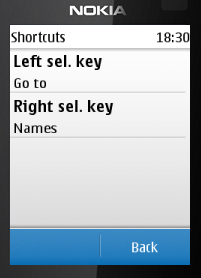 NOKIA
Shortcuts 18:30
Left sel. key
Go to
Right sel. key
Names
Back